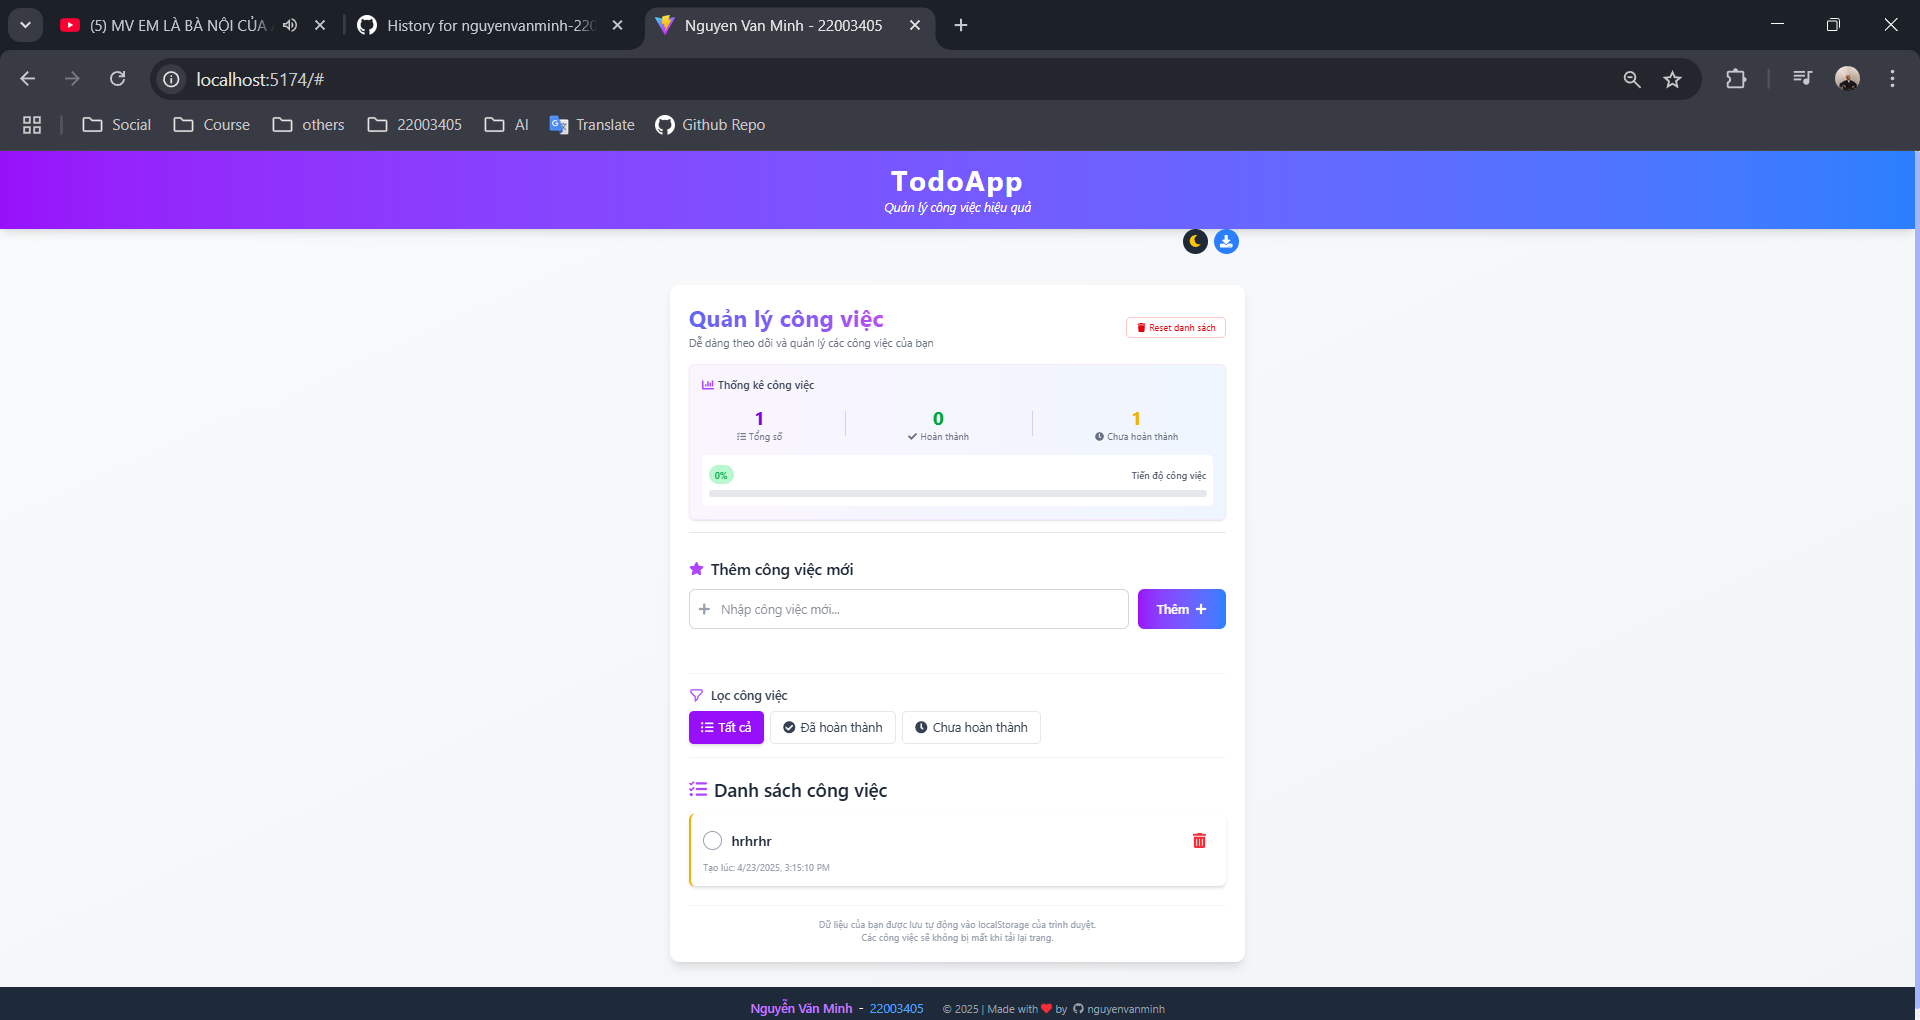 (5) MV EM LÀ BÀ NỘI CỦA
History for nguyenvanminh-220
Nguyen Van Minh - 22003405
localhost:5174/#
Social
Course
others
22003405
AI
Translate
Github Repo
TodoApp
Quản lý công việc hiệu quả
Quản lý công việc
Dễ dàng theo dõi và quản lý các công việc của bạn
Reset danh sách
Thống kê công việc
1
0
1
Tổng số
Hoàn thành
Chưa hoàn thành
0%
Tiến độ công việc
Thêm công việc mới
Nhập công việc mới...
Thêm
Lọc công việc
Tất cả
Đã hoàn thành
Chưa hoàn thành
Danh sách công việc
hrhrhr
Tạo lúc: 4/23/2025, 3:15:10 PM
Dữ liệu của bạn được lưu tự động vào localStorage của trình duyệt.
Các công việc sẽ không bị mất khi tải lại trang.
Nguyễn Văn Minh - 22003405 © 2025 | Made with ❤ by nguyenvanminh